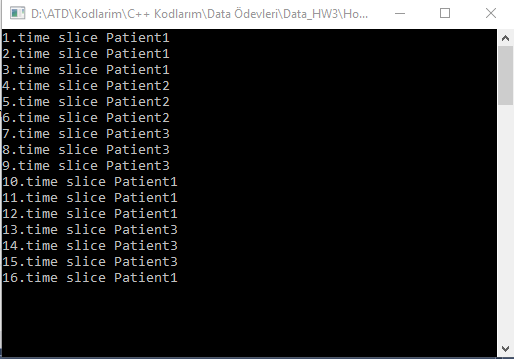 D:\ATD\Kodlarim\C++ Kodlarım\Data Ödevleri\Data_HW3\Ho...
1.time slice Patient1
2.time slice Patient1
3.time slice Patient1
4.time slice Patient2
5.time slice Patient2
6.time slice Patient2
7.time slice Patient3
8.time slice Patient3
9.time slice Patient3
10.time slice Patient1
11.time slice Patient1
12.time slice Patient1
13.time slice Patient3
14.time slice Patient3
15.time slice Patient3
16.time slice Patient1